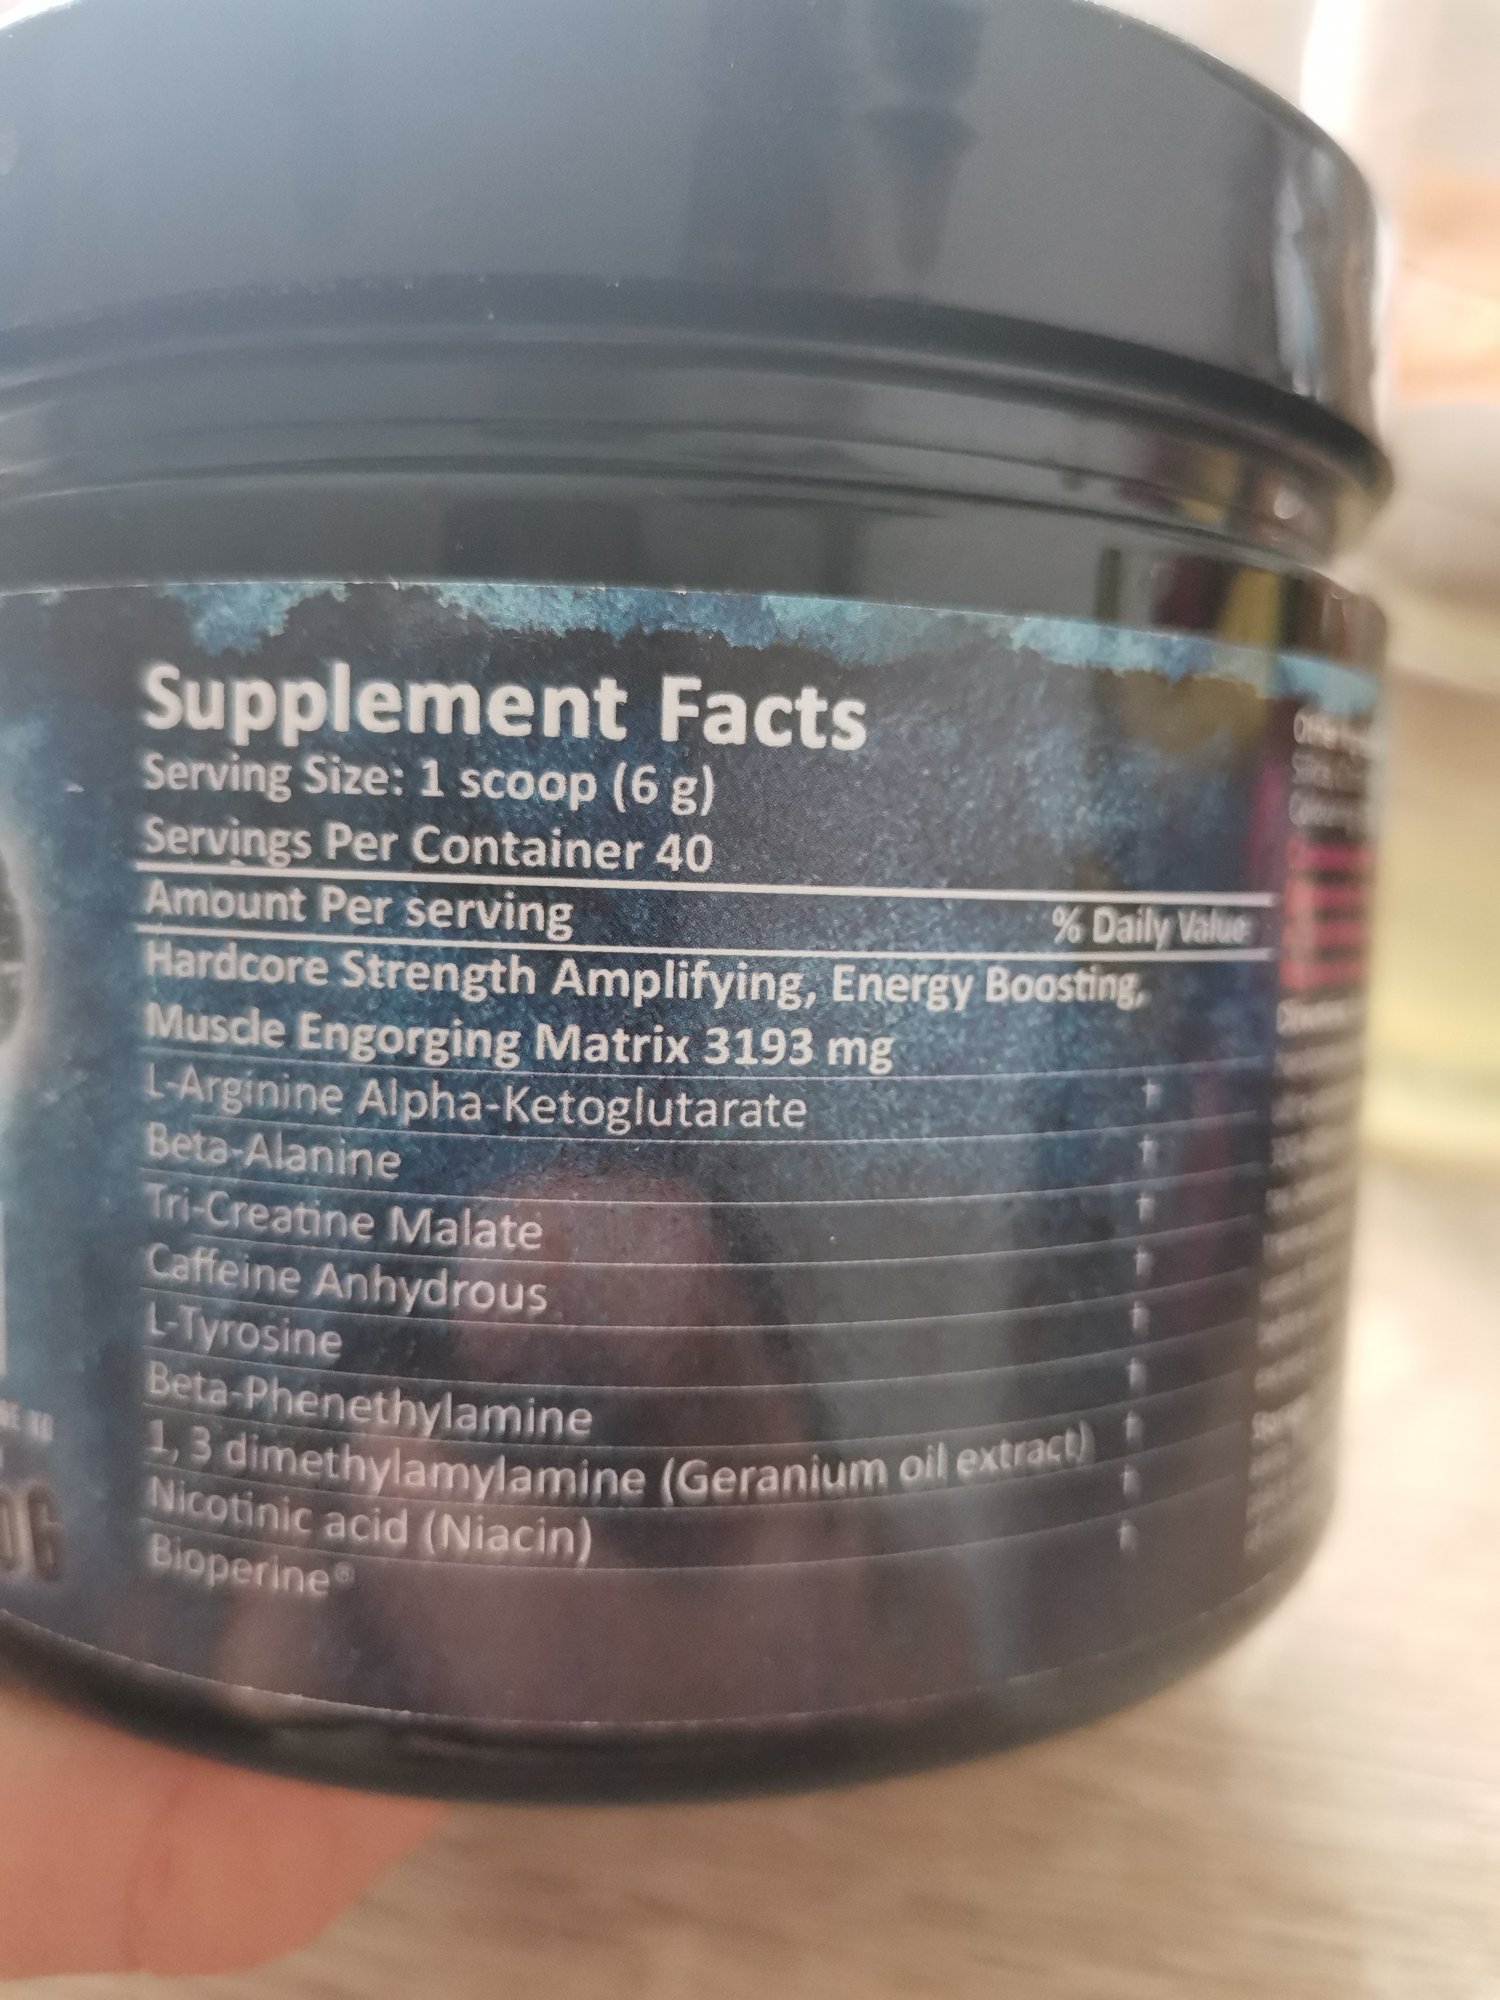 Supplement Facts
Serving Size: 1 scoop (6 g)
Servings Per Container 40
Amount Per serving % Daily Value
Hardcore Strength Amplifying, Energy Boosting,
Muscle Engorging Matrix 3193 mg
L-Arginine Alpha-Ketoglutarate †
Beta-Alanine †
Tri-Creatine Malate †
Caffeine Anhydrous †
L-Tyrosine †
Beta-Phenethylamine †
1, 3 dimethylamylamine (Geranium oil extract) †
Nicotinic acid (Niacin) †
Bioperine® †